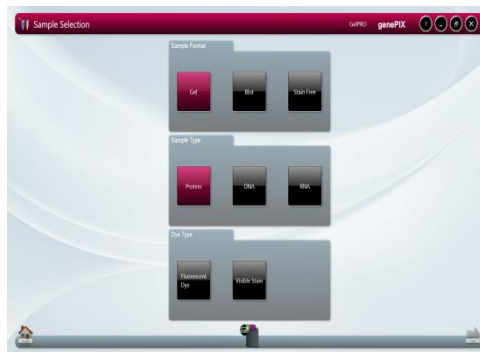 Sample Selection
GelPRO genePIX
Sample Format
Gel
Blot
Stain Free
Sample Type
Protein
DNA
RNA
Dye Type
Fluorescent
Dye
Visible Stain